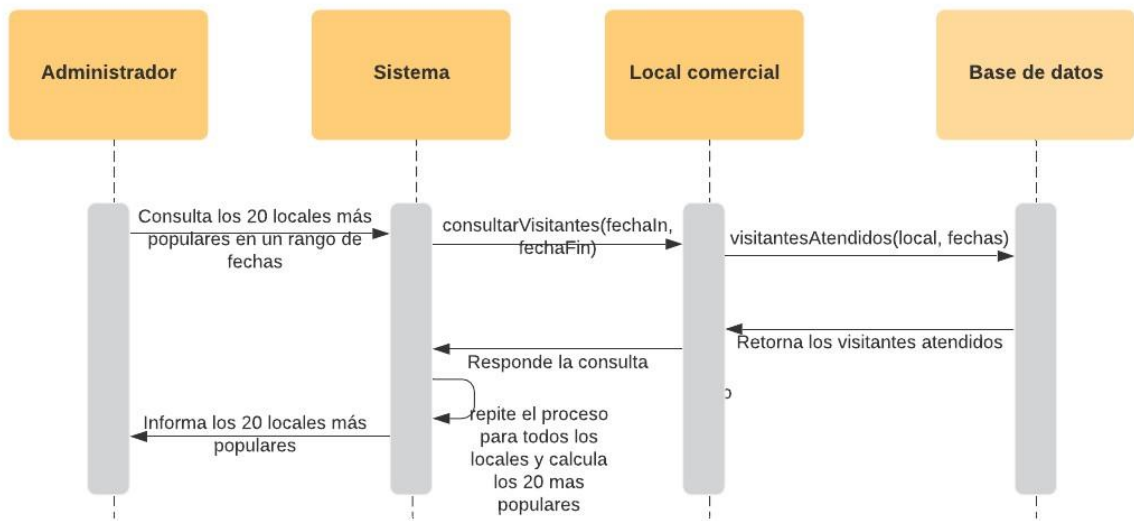 Administrador
Sistema
Local comercial
Base de datos
Consulta los 20 locales más
populares en un rango de
fechas
consultarVisitantes(fechaIn,
fechaFin)
visitantesAtendidos(local, fechas)
Retorna los visitantes atendidos
Responde la consulta
repite el proceso
para todos los
locales y calcula
los 20 mas
populares
Informa los 20 locales más
populares